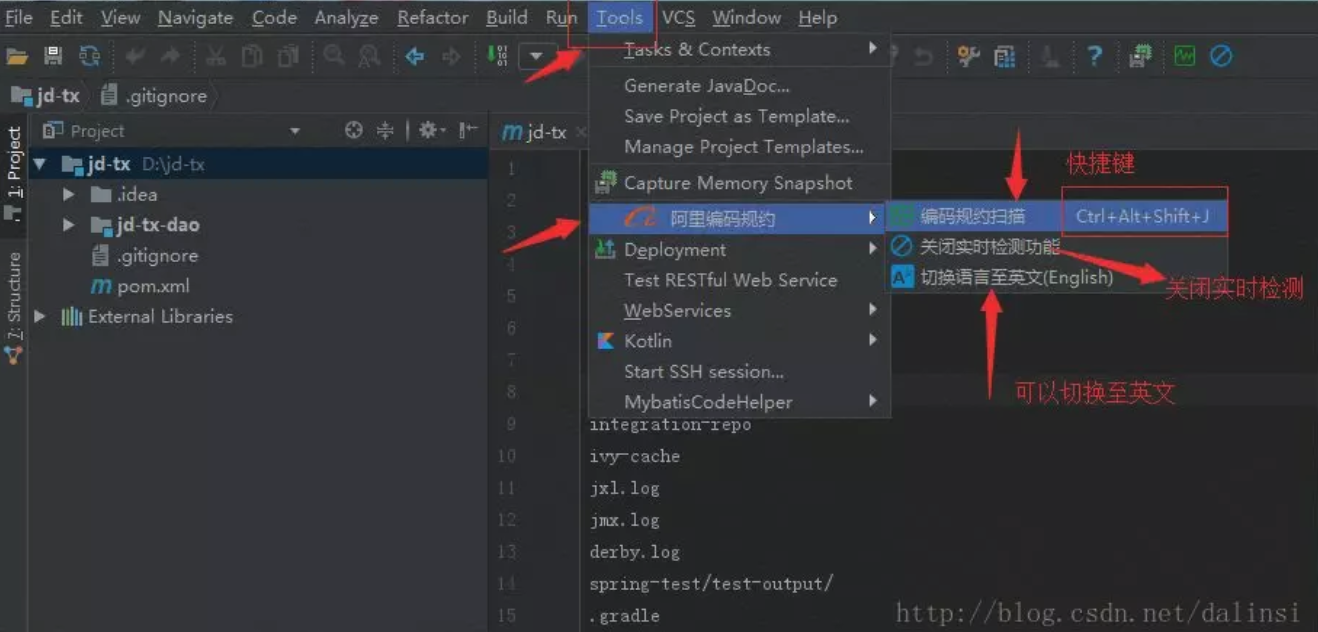 File Edit View Navigate Code Analyze Refactor Build Run Tools VCS Window Help
jd-tx .gitignore
1: Project
7: Structure
Project
jd-tx D:\jd-tx
.idea
jd-tx-dao
.gitignore
pom.xml
External Libraries
m jd-tx
Tasks & Contexts
Generate JavaDoc...
Save Project as Template...
Manage Project Templates...
Capture Memory Snapshot
阿里编码规约
Deployment
Test RESTful Web Service
WebServices
Kotlin
Start SSH session...
MybatisCodeHelper
快捷键
编码规约扫描 Ctrl+Alt+Shift+J
关闭实时检测功能
切换语言至英文(English)
关闭实时检测
可以切换至英文
1
2
3
4
5
6
7
8
9 integration-repo
10 ivy-cache
11 jxl.log
12 jmx.log
13 derby.log
14 spring-test/test-output/
15 .gradle
http://blog.csdn.net/dalinsi